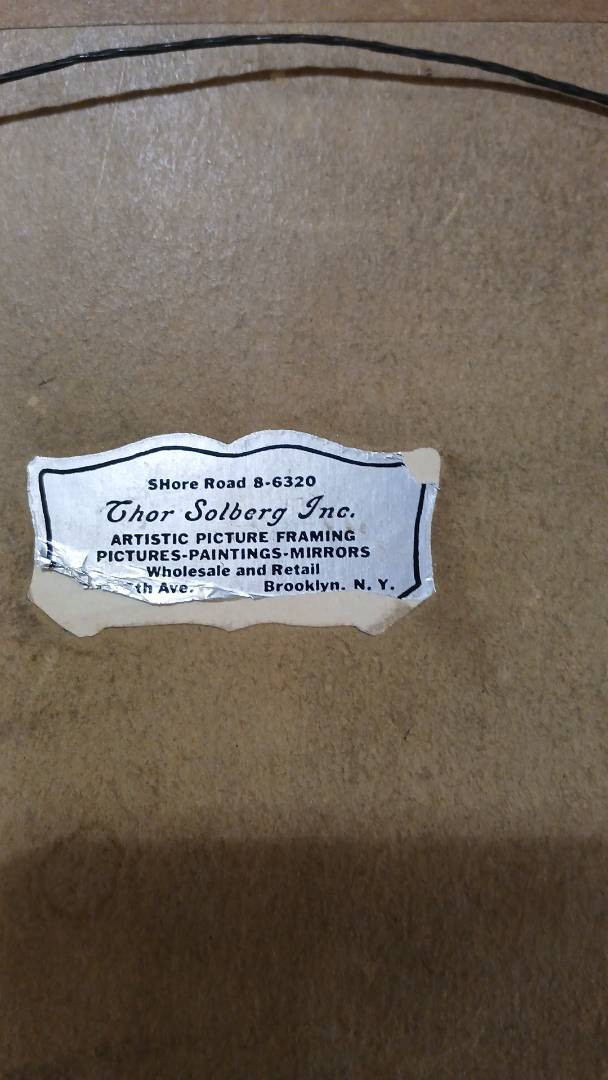 SHore Road 8-6320
Thor Solberg Inc.
ARTISTIC PICTURE FRAMING
PICTURES-PAINTINGS-MIRRORS
Wholesale and Retail
th Ave. Brooklyn. N. Y.